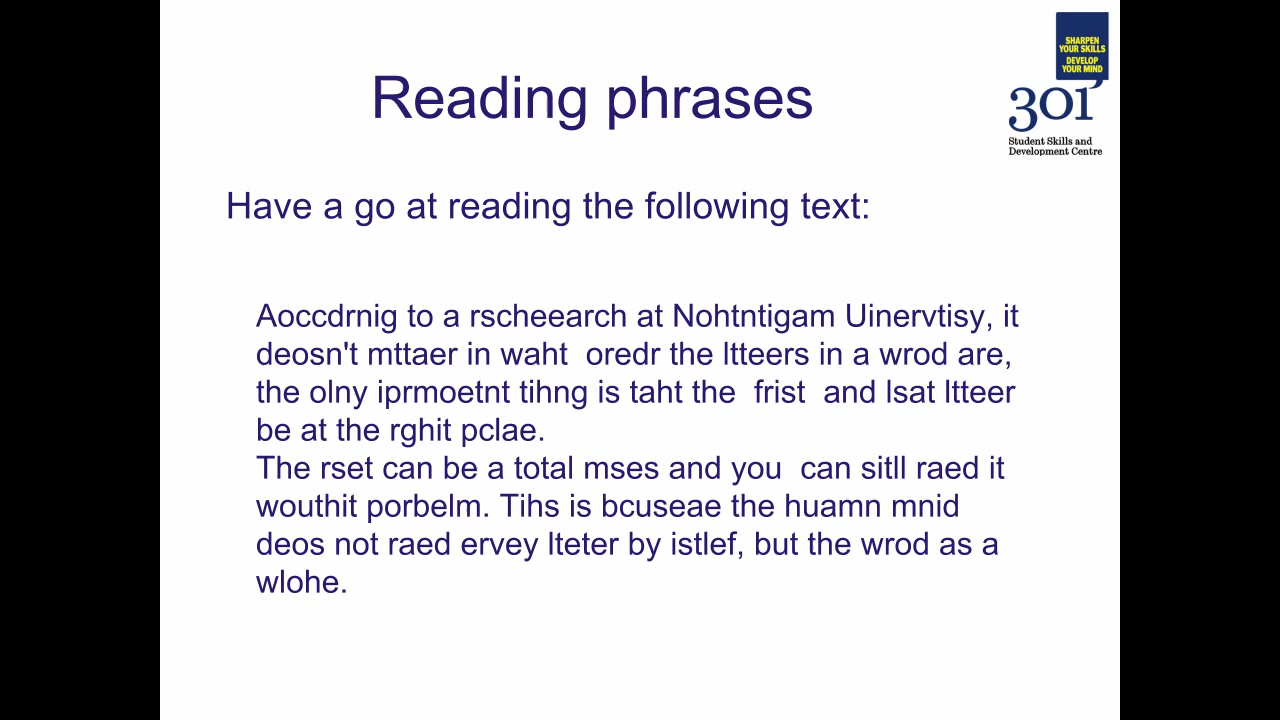 SHARPEN
YOUR SKILLS
DEVELOP
YOUR MIND
Reading phrases
301
Student Skills and
Development Centre
Have a go at reading the following text:
Aoccdrnig to a rscheearch at Nohtntigam Uinervtisy, it
deosn't mttaer in waht  oredr the ltteers in a wrod are,
the olny iprmoetnt tihng is taht the  frist  and lsat ltteer
be at the rghit pclae.
The rset can be a total mses and you  can sitll raed it
wouthit porbelm. Tihs is bcuseae the huamn mnid
deos not raed ervey lteter by istlef, but the wrod as a
wlohe.